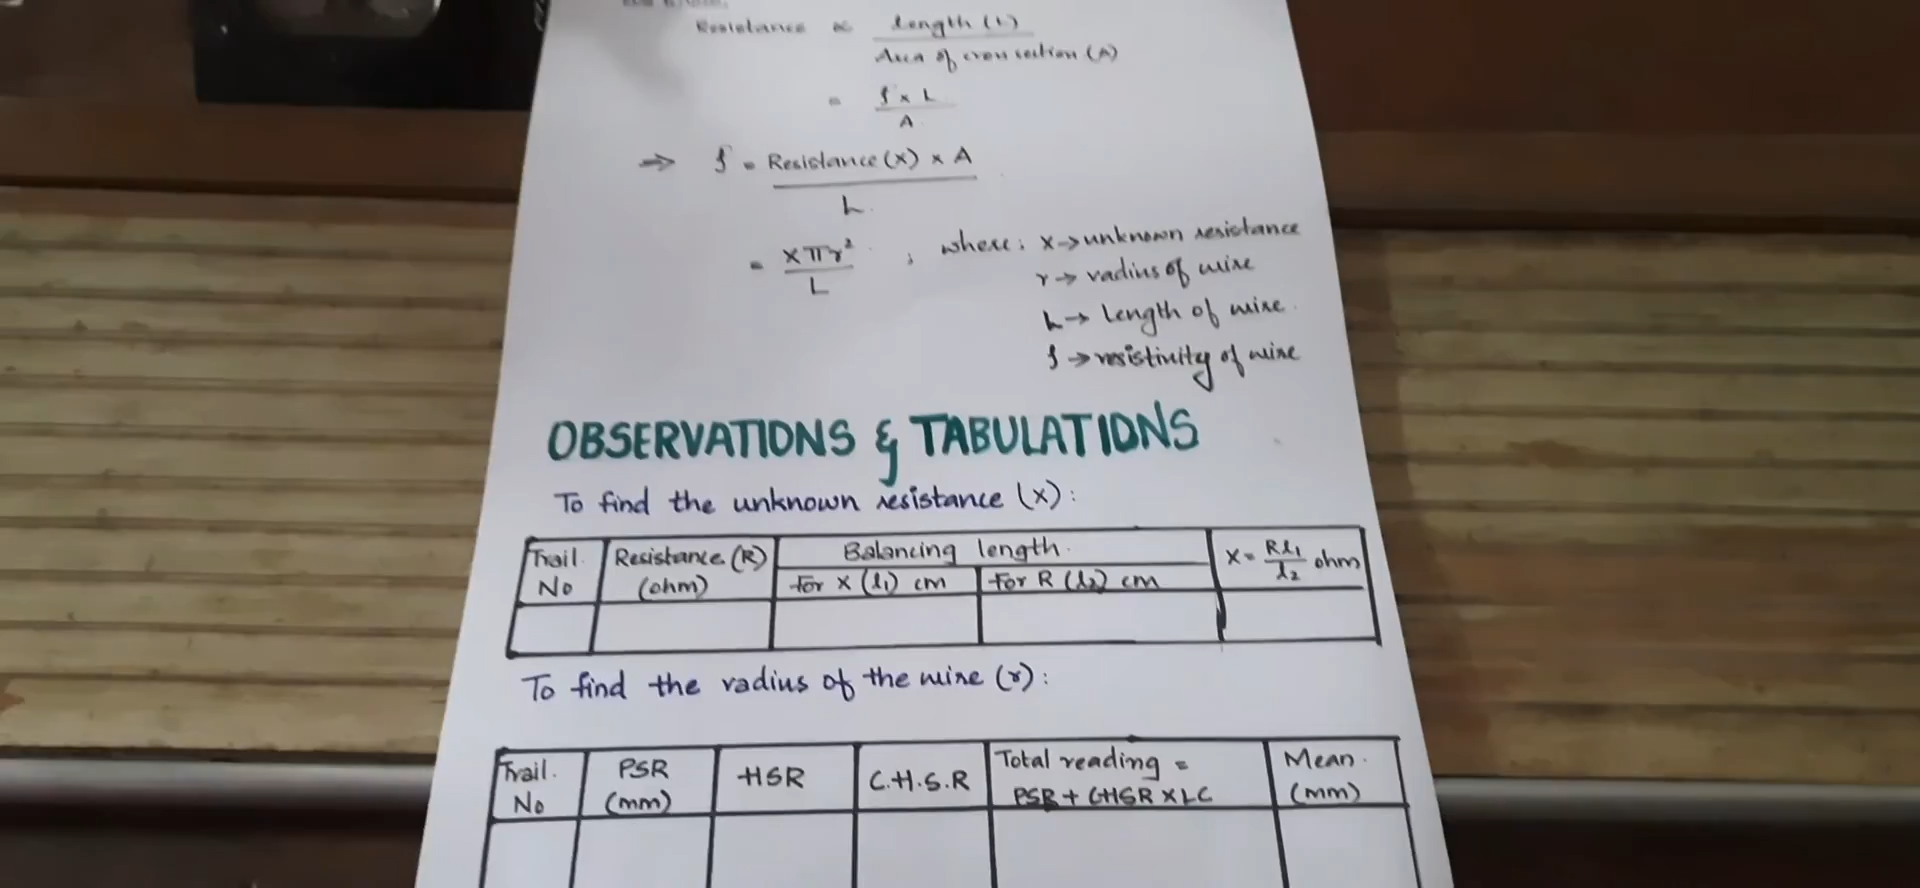 Resistance ∝ Length (L)
Area of cross section (A)
= ρ x L
A
⇒ ρ = Resistance (x) x A
L
= Xπr²
L
; where; x → unknown resistance
r → radius of wire
L → Length of wire
ρ → resistivity of wire
OBSERVATIONS & TABULATIONS
To find the unknown resistance (x):
Trail. No
Resistance (R) (ohm)
Balancing length.
For X (l₁) cm
For R (l₂) cm
X = Rl₁/l₂ ohm
To find the radius of the wire (r):
Trail. No
PSR (mm)
HSR
C.H.S.R
Total reading = PSR + CHSR X LC
Mean. (mm)